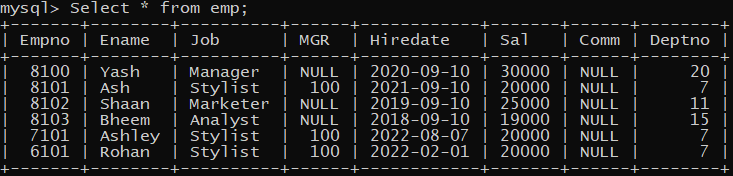 mysql> Select * from emp;
+-------+--------+----------+------+------------+-------+------+--------+
| Empno | Ename  | Job      | MGR  | Hiredate   | Sal   | Comm | Deptno |
+-------+--------+----------+------+------------+-------+------+--------+
|  8100 | Yash   | Manager  | NULL | 2020-09-10 | 30000 | NULL |     20 |
|  8101 | Ash    | Stylist  |  100 | 2021-09-10 | 20000 | NULL |      7 |
|  8102 | Shaan  | Marketer | NULL | 2019-09-10 | 25000 | NULL |     11 |
|  8103 | Bheem  | Analyst  | NULL | 2018-09-10 | 19000 | NULL |     15 |
|  7101 | Ashley | Stylist  |  100 | 2022-08-07 | 20000 | NULL |      7 |
|  6101 | Rohan  | Stylist  |  100 | 2022-02-01 | 20000 | NULL |      7 |
+-------+--------+----------+------+------------+-------+------+--------+